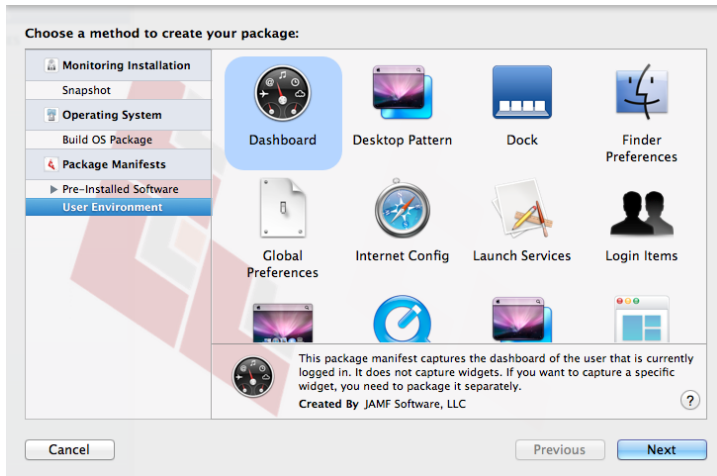 Choose a method to create your package:
Monitoring Installation
Snapshot
Operating System
Build OS Package
Package Manifests
Pre-Installed Software
User Environment
Dashboard
Desktop Pattern
Dock
Finder
Preferences
Global
Preferences
Internet Config
Launch Services
Login Items
This package manifest captures the dashboard of the user that is currently
logged in. It does not capture widgets. If you want to capture a specific
widget, you need to package it separately.
Created By JAMF Software, LLC
?
Cancel
Previous
Next